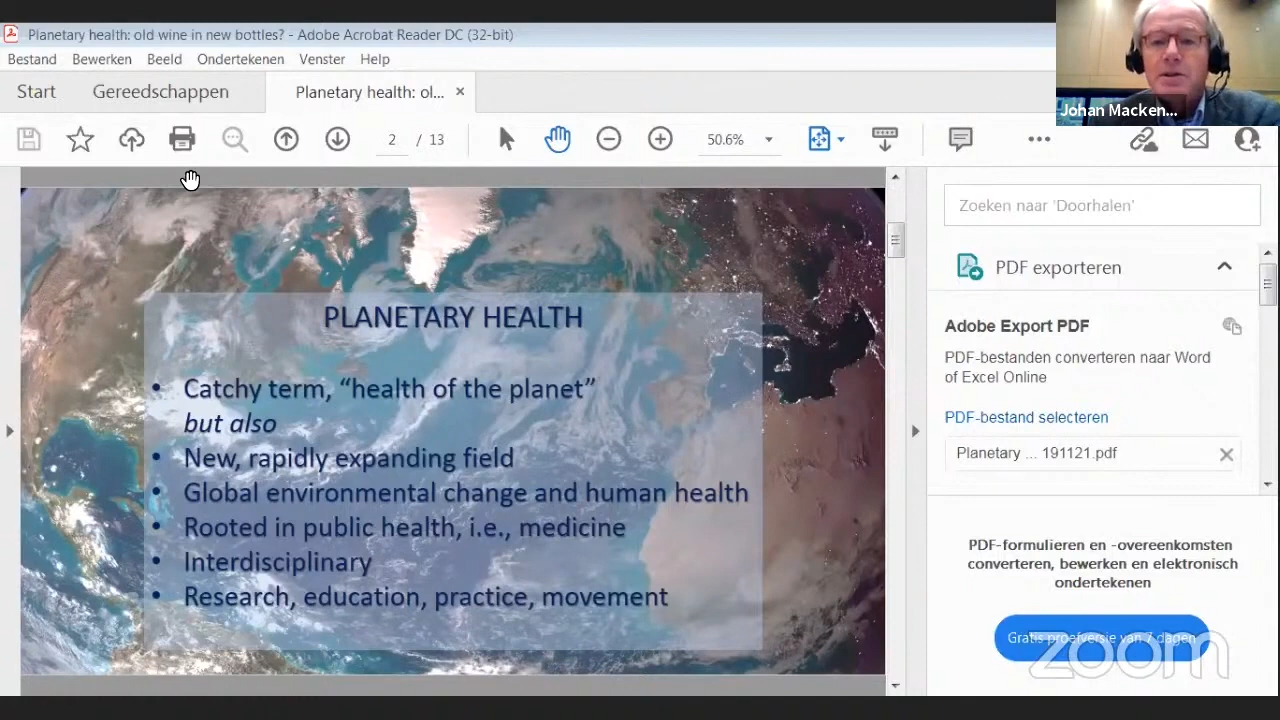 Planetary health: old wine in new bottles? - Adobe Acrobat Reader DC (32-bit)
Bestand Bewerken Beeld Ondertekenen Venster Help
Start Gereedschappen Planetary health: ol... ×
Johan Macken...
2 / 13 50.6%
Zoeken naar 'Doorhalen'
PDF exporteren
Adobe Export PDF
PDF-bestanden converteren naar Word
of Excel Online
PDF-bestand selecteren
Planetary ... 191121.pdf
PDF-formulieren en -overeenkomsten
converteren, bewerken en elektronisch
ondertekenen
Gratis proefversie van 7 dagen
zoom
PLANETARY HEALTH
• Catchy term, “health of the planet”
but also
• New, rapidly expanding field
• Global environmental change and human health
• Rooted in public health, i.e., medicine
• Interdisciplinary
• Research, education, practice, movement